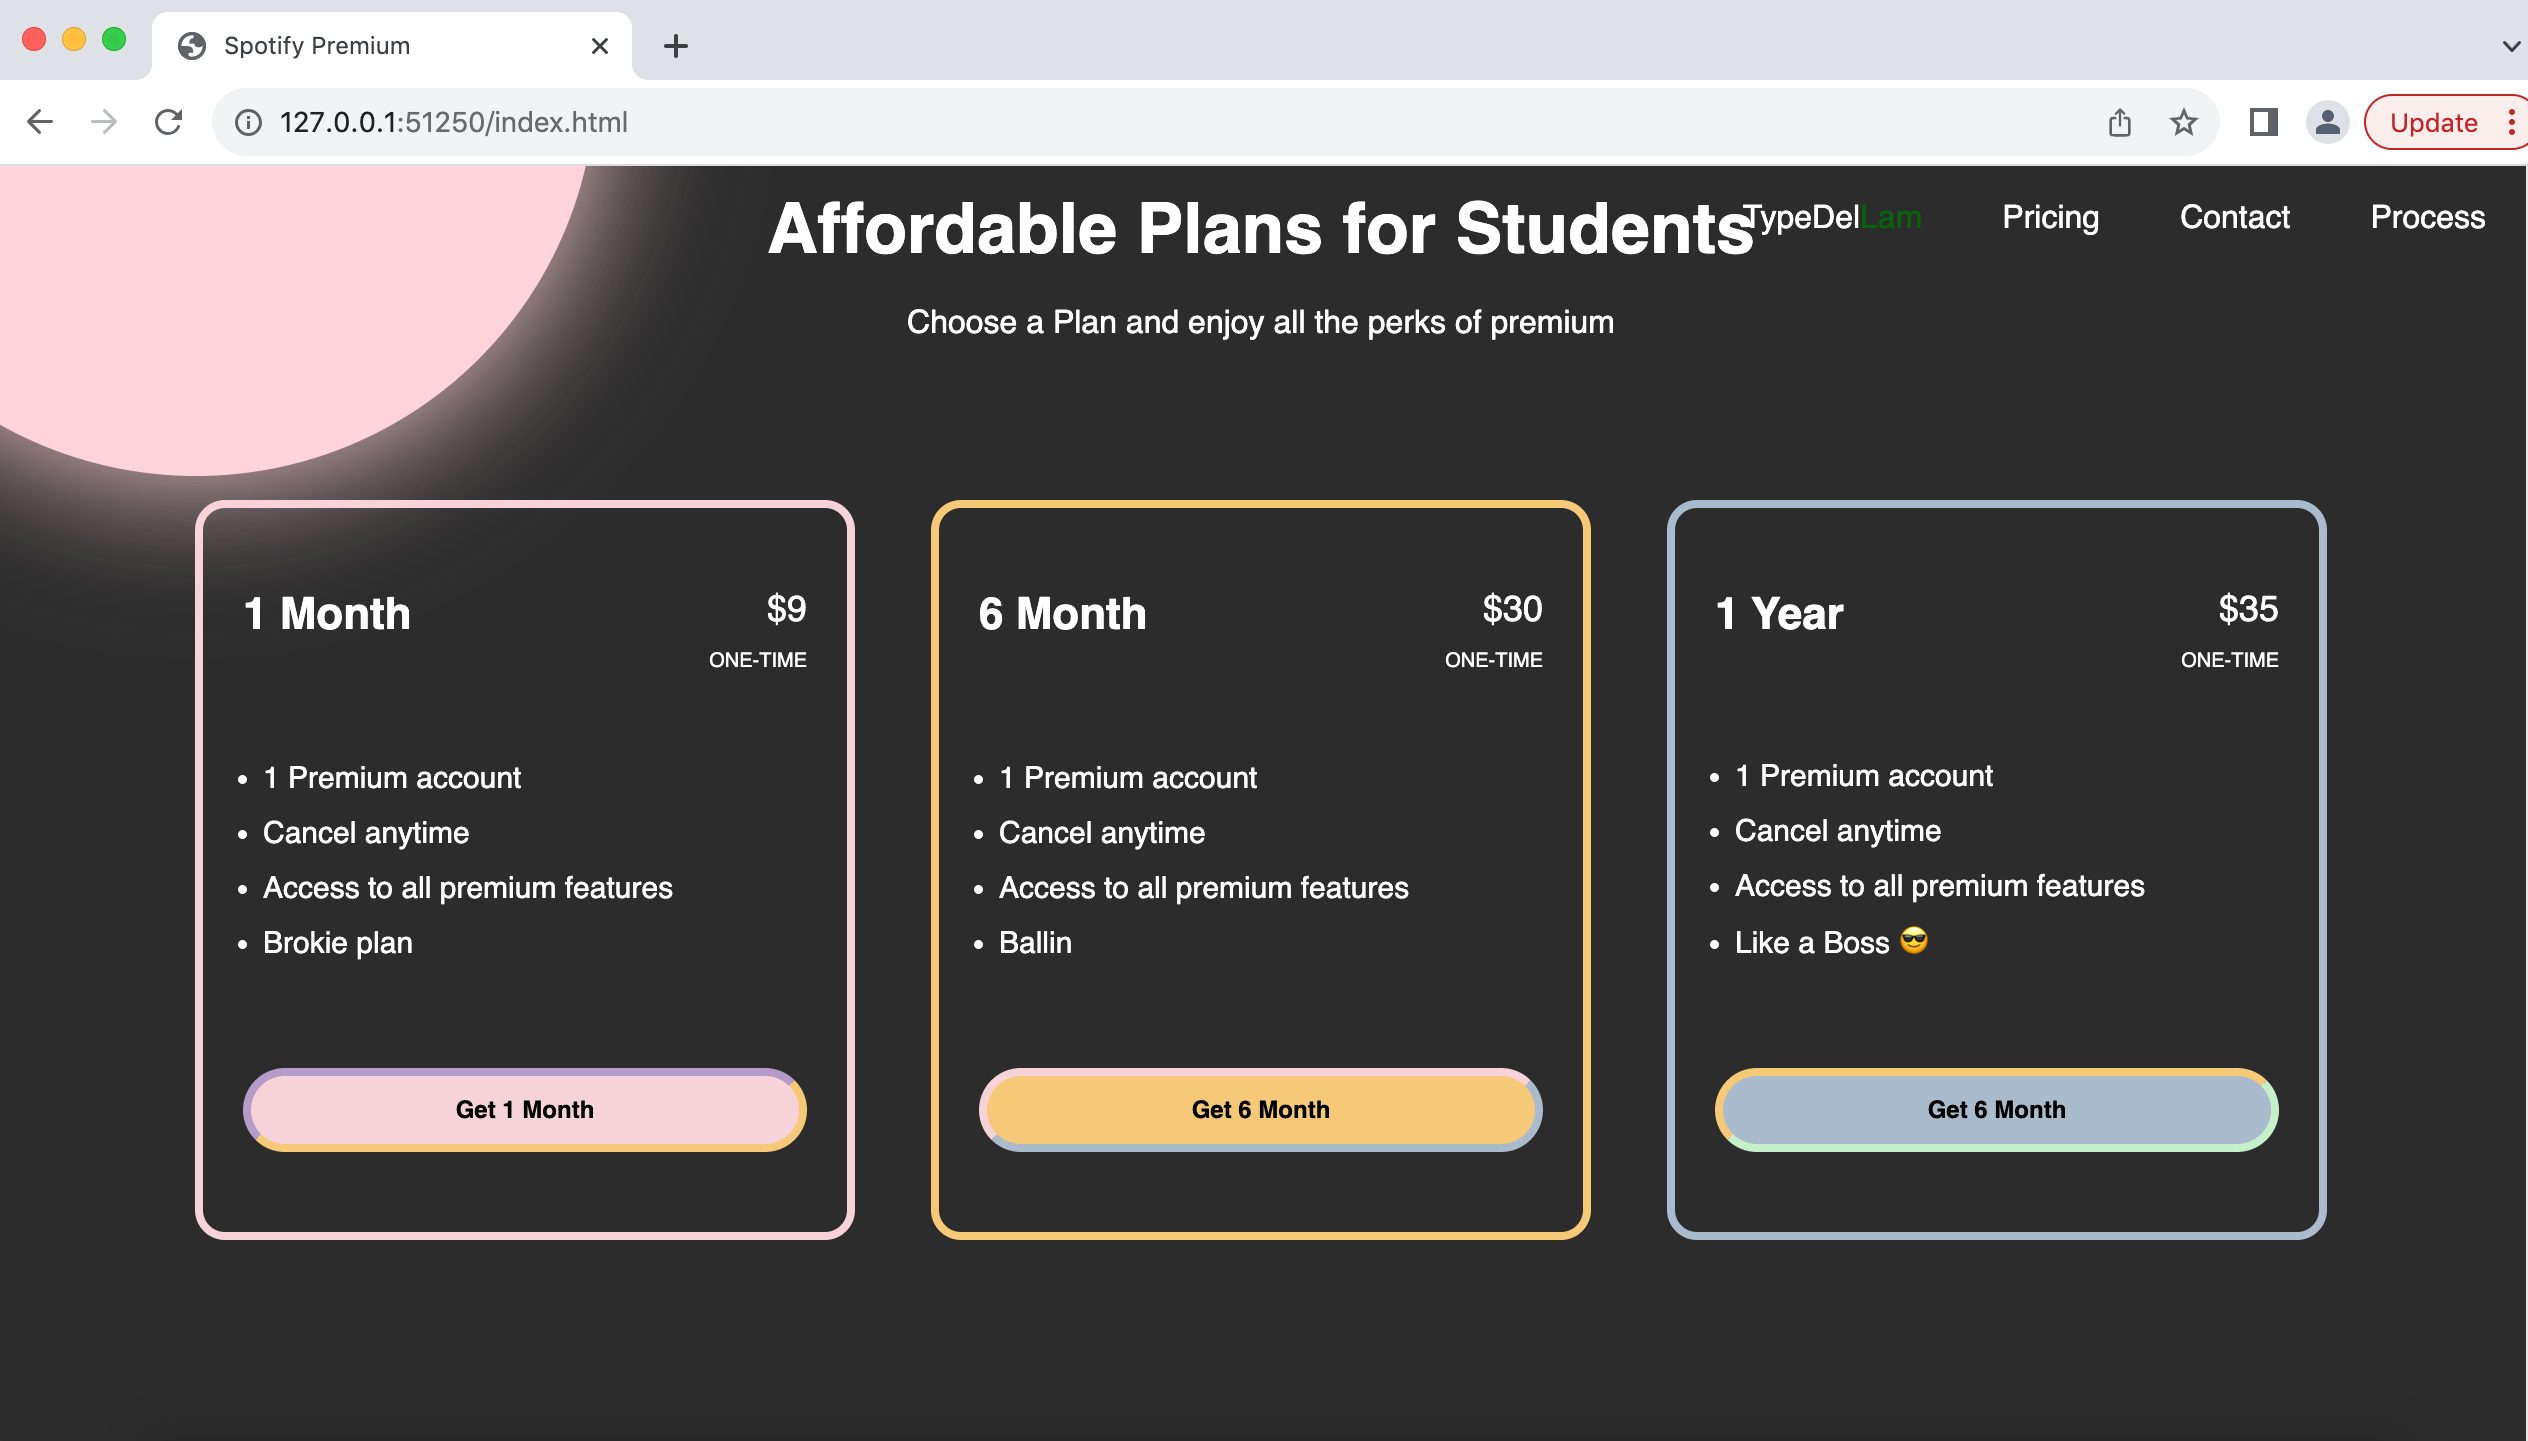 Spotify Premium
127.0.0.1:51250/index.html
Update
Affordable Plans for Students
TypeDelLam Pricing Contact Process
Choose a Plan and enjoy all the perks of premium
1 Month
$9
ONE-TIME
1 Premium account
Cancel anytime
Access to all premium features
Brokie plan
Get 1 Month
6 Month
$30
ONE-TIME
1 Premium account
Cancel anytime
Access to all premium features
Ballin
Get 6 Month
1 Year
$35
ONE-TIME
1 Premium account
Cancel anytime
Access to all premium features
Like a Boss 😎
Get 6 Month